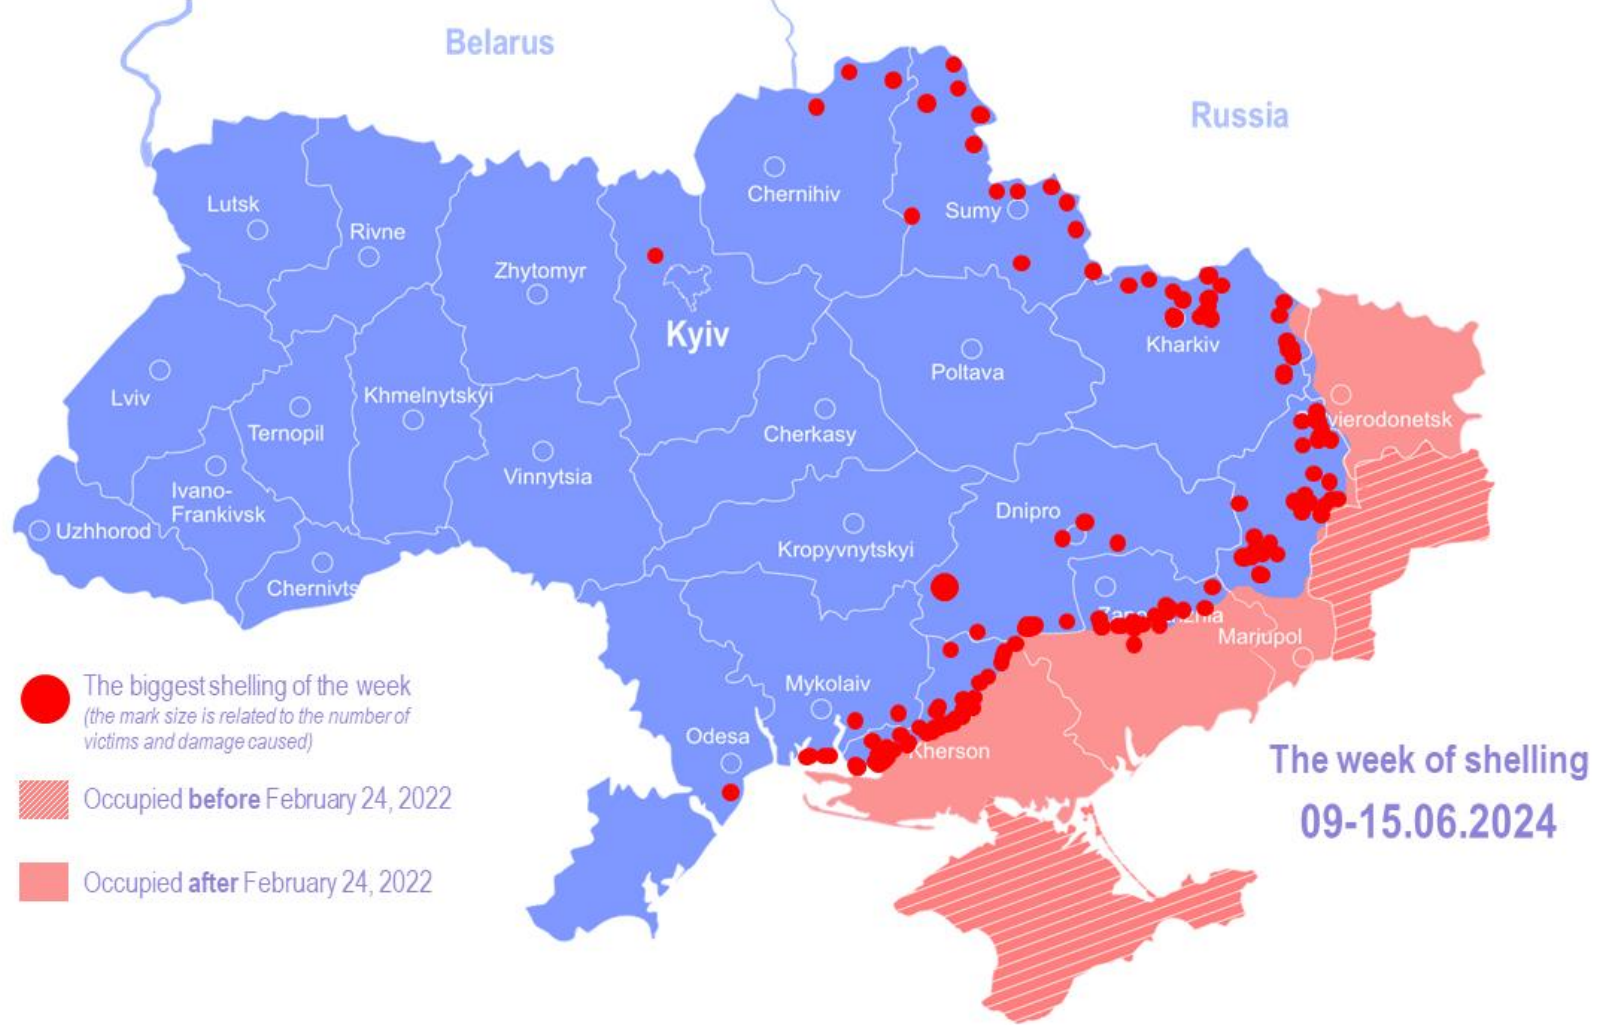 Belarus
Russia
Chernihiv
Lutsk
Sumy
Rivne
Zhytomyr
Kyiv
Kharkiv
Poltava
Khmelnytskyi
Lviv
vierodonetsk
Ternopil
Cherkasy
Vinnytsia
Ivano-
Frankivsk
Dnipro
Uzhhorod
Kropyvnytskyi
Chernivts
Mariupol
Mykolaiv
Odesa
Kherson
The biggest shelling of the week
(the mark size is related to the number of
victims and damage caused)
Occupied before February 24, 2022
Occupied after February 24, 2022
The week of shelling
09-15.06.2024